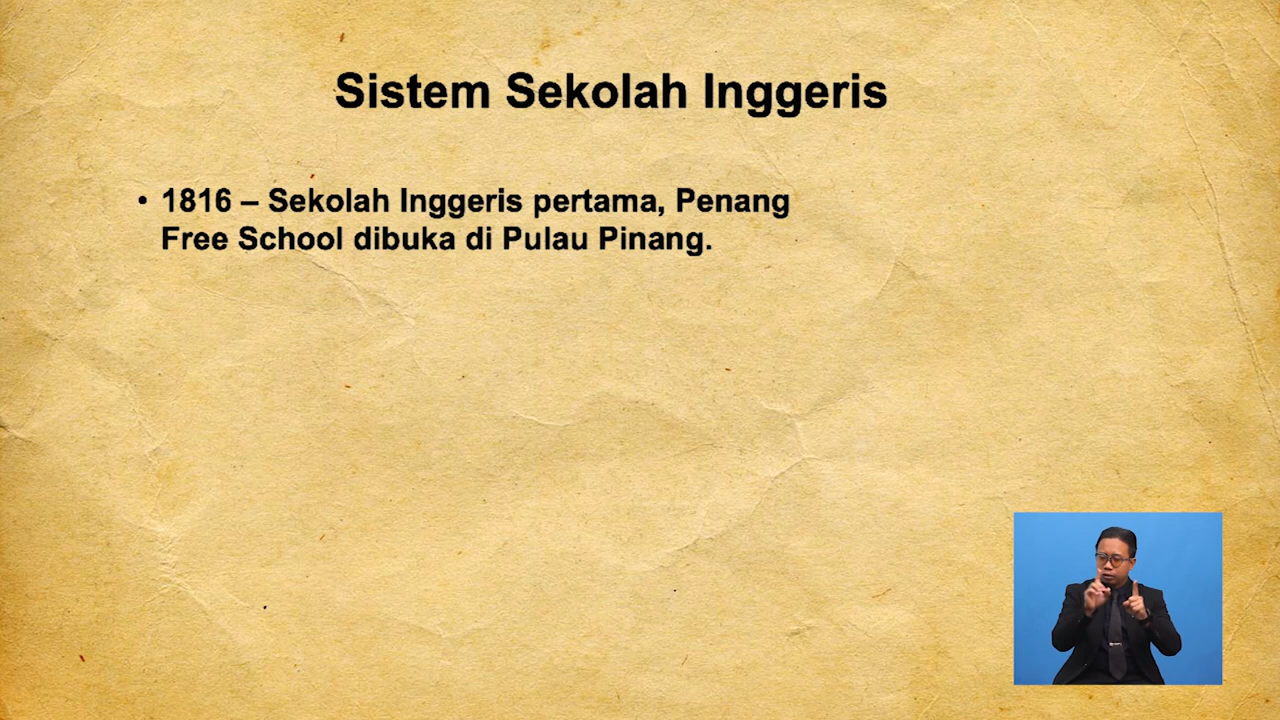 Sistem Sekolah Inggeris
• 1816 – Sekolah Inggeris pertama, Penang
Free School dibuka di Pulau Pinang.